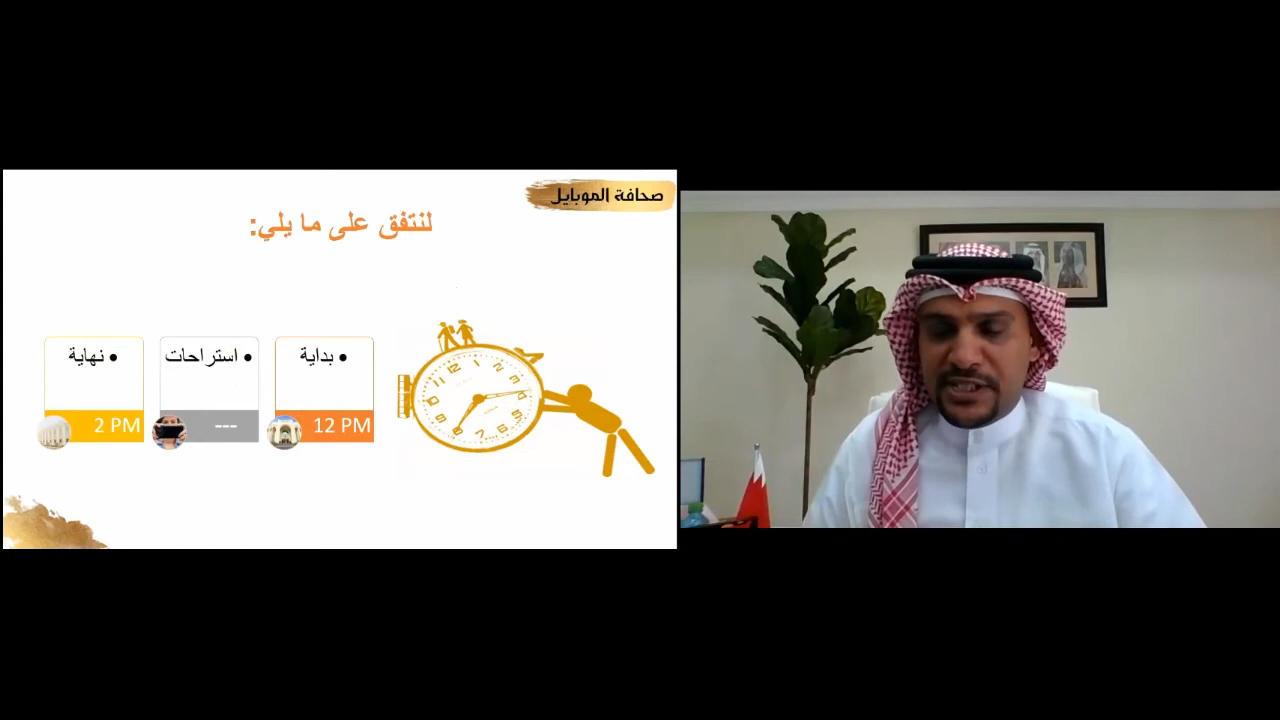 صحافة الموبايل
لنتفق على ما يلي:
• بداية
12 PM
• استراحات
---
• نهاية
2 PM